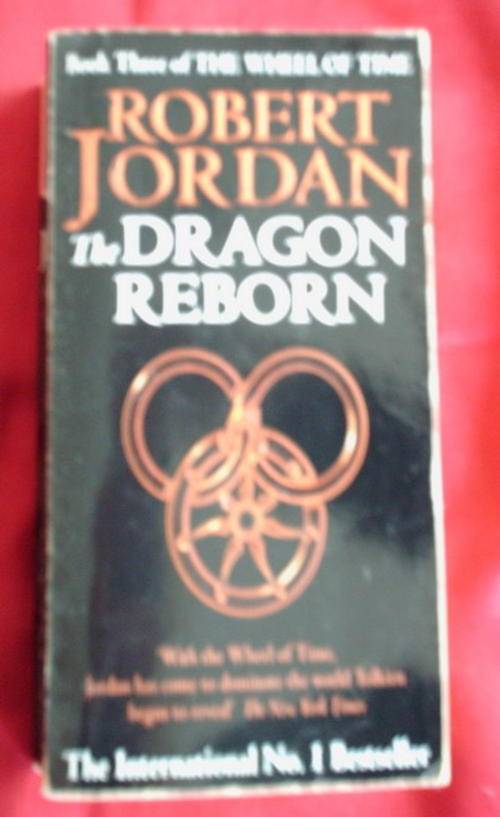 Book Three of THE WHEEL OF TIME
ROBERT
JORDAN
The DRAGON
REBORN
'With the Wheel of Time,
Jordan has come to dominate the world Tolkien
began to reveal' The New York Times
The International No. 1 Bestseller